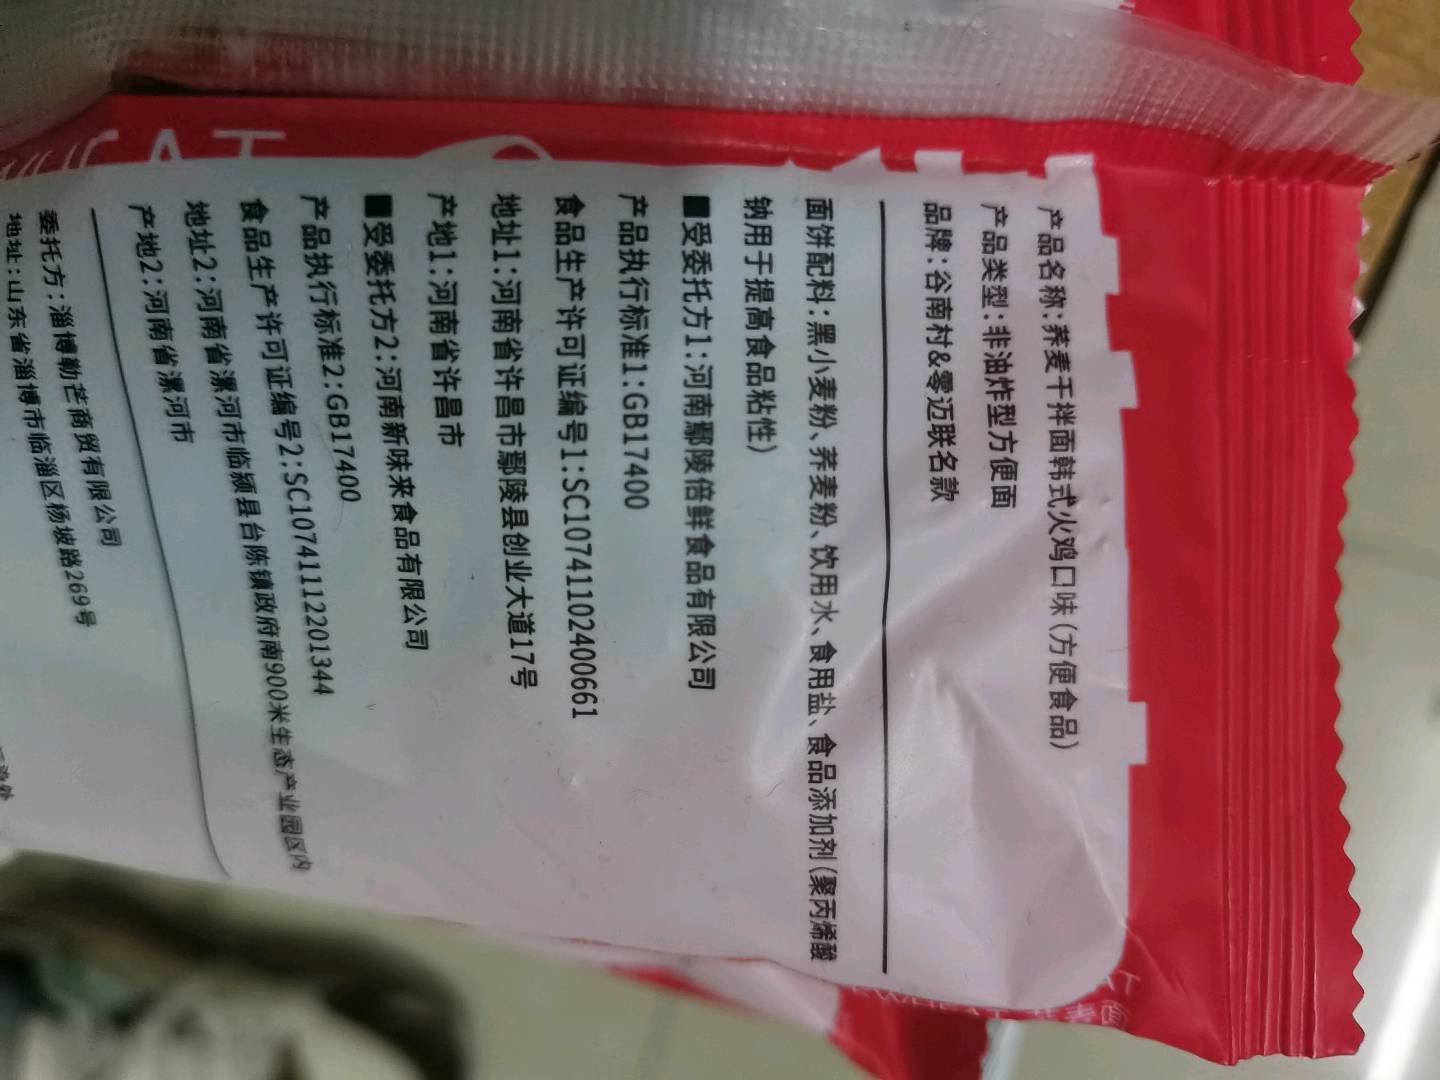 产品名称:荞麦干拌面韩式火鸡口味(方便食品)
产品类型:非油炸型方便面
品牌:谷南村&零迈联名款
面饼配料:黑小麦粉、荞麦粉、饮用水、食用盐、食品添加剂(聚丙烯酸
钠用于提高食品粘性)
■受委托方1:河南鄢陵倍鲜食品有限公司
产品执行标准1:GB17400
食品生产许可证编号1:SC10741102400661
地址1:河南省许昌市鄢陵县创业大道17号
产地1:河南省许昌市
■受委托方2:河南新味来食品有限公司
产品执行标准2:GB17400
食品生产许可证编号2:SC10741112201344
地址2:河南省漯河市临颍县台陈镇政府南900米生态产业园区内
产地2:河南省漯河市
委托方:淄博勒芒商贸有限公司
地址:山东省淄博市临淄区杨坡路269号